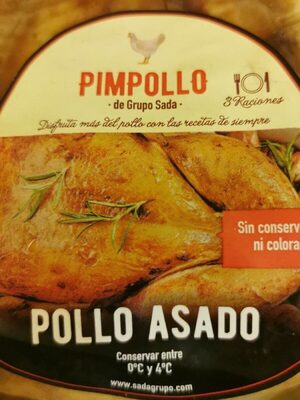 PIMPOLLO
· de Grupo Sada ·
3 Raciones
Disfruta más del pollo con las recetas de siempre
Sin conserv
ni colora
POLLO ASADO
Conservar entre
0ºC y 4ºC
www.sadagrupo.com